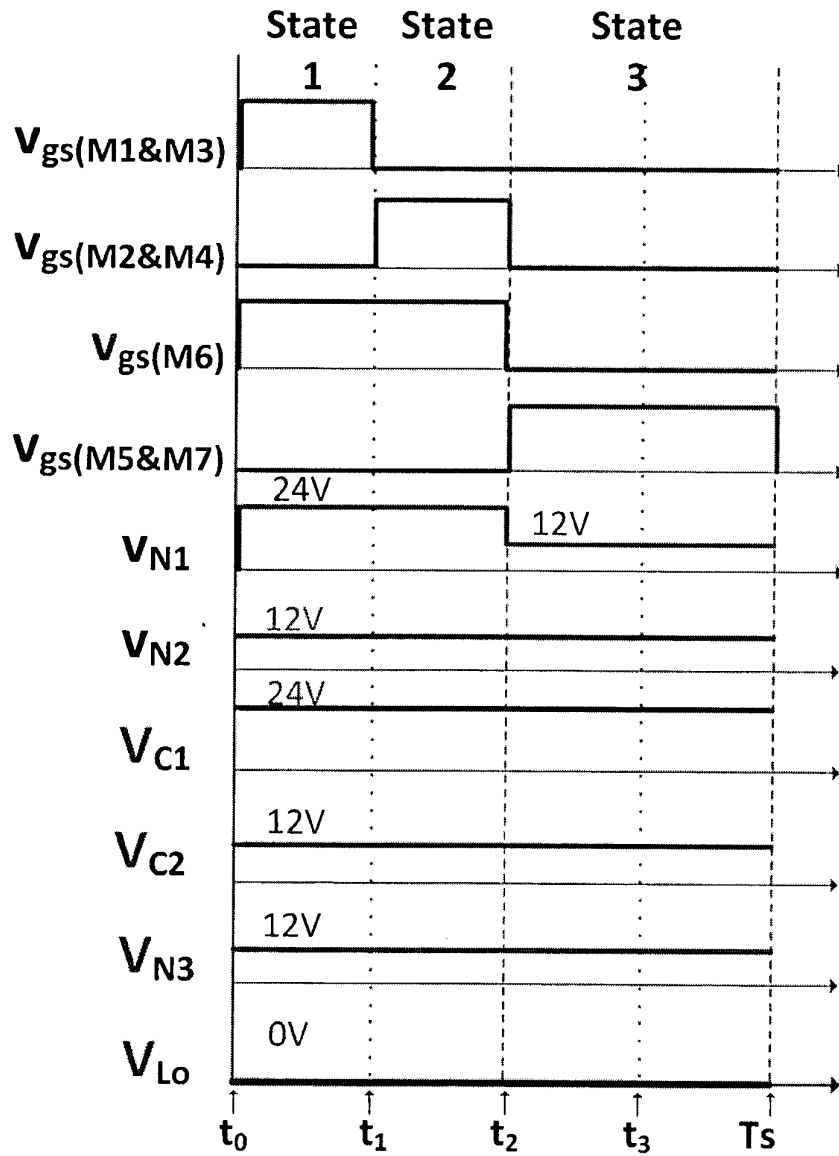 State State State
1 2 3
Vgs(M1&M3)
Vgs(M2&M4)
Vgs(M6)
Vgs(M5&M7)
24V
12V
VN1
12V
VN2
24V
VC1
12V
VC2
12V
VN3
0V
VLo
t0 t1 t2 t3 Ts